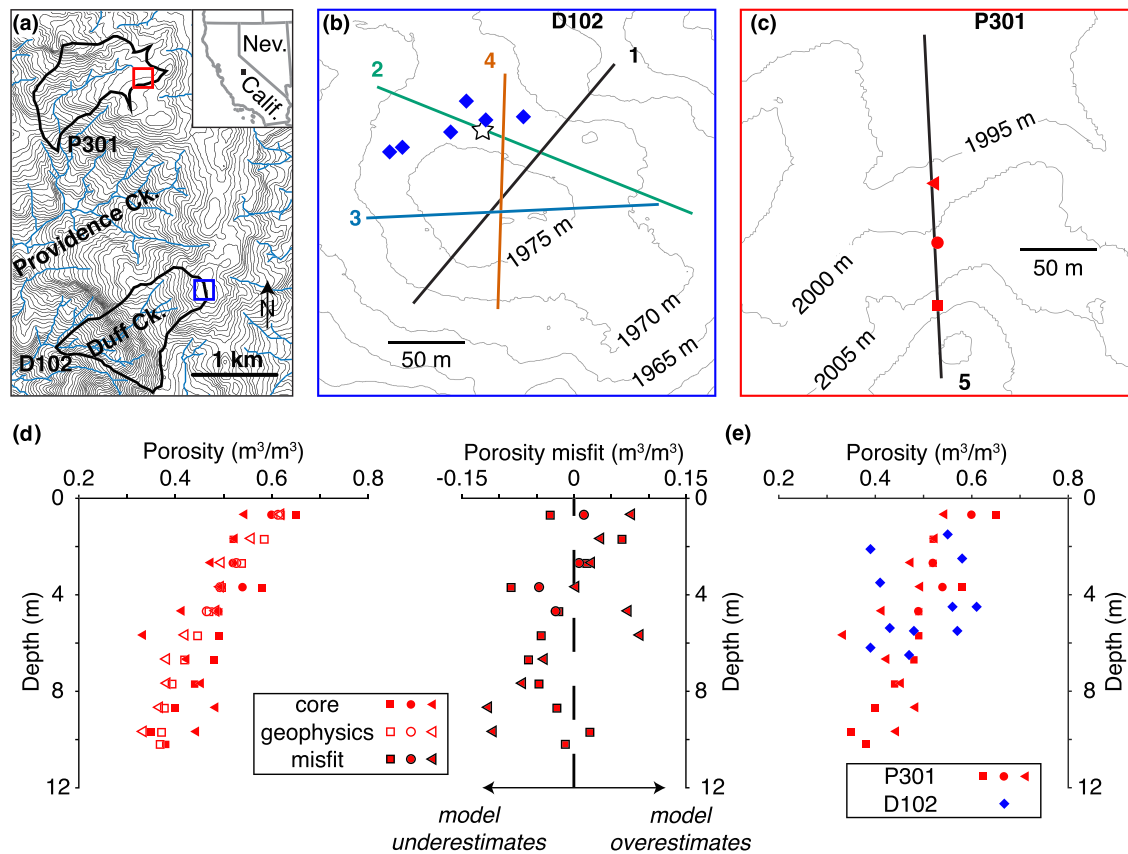 (a)
Nev.
Calif.
P301
Providence Ck.
Duff Ck.
N
D102
1 km
(b)
D102
1
2
4
3
1975 m
1970 m
1965 m
50 m
(c)
P301
1995 m
2000 m
2005 m
50 m
5
(d)
Porosity (m³/m³)
0.2 0.4 0.6 0.8
0
4
8
12
Depth (m)
core
geophysics
misfit
Porosity misfit (m³/m³)
-0.15 0 0.15
0
4
8
12
Depth (m)
model underestimates
model overestimates
(e)
Porosity (m³/m³)
0.2 0.4 0.6 0.8
0
4
8
12
Depth (m)
P301
D102